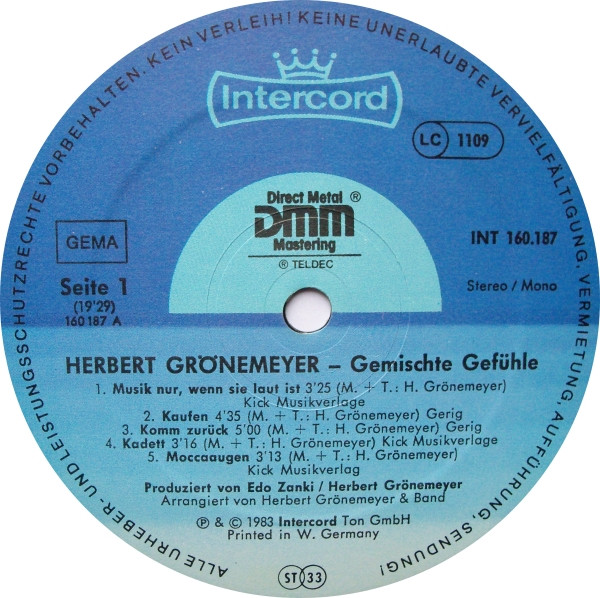 ALLE URHEBER- UND LEISTUNGSSCHUTZRECHTE VORBEHALTEN. KEIN VERLEIH! KEINE UNERLAUBTE VERVIELFÄLTIGUNG, VERMIETUNG, AUFFÜHRUNG, SENDUNG!
Intercord
LC 1109
Direct Metal ®
DMM
Mastering
® TELDEC
GEMA
INT 160.187
Seite 1
(19'29)
160 187 A
Stereo / Mono
HERBERT GRÖNEMEYER – Gemischte Gefühle
1. Musik nur, wenn sie laut ist 3'25 (M. + T.: H. Grönemeyer)
Kick Musikverlage
2. Kaufen 4'35 (M. + T.: H. Grönemeyer) Gerig
3. Komm zurück 5'00 (M. + T.: H. Grönemeyer) Gerig
4. Kadett 3'16 (M. + T.: H. Grönemeyer) Kick Musikverlage
5. Moccaaugen 3'13 (M. + T.: H. Grönemeyer)
Kick Musikverlag
Produziert von Edo Zanki / Herbert Grönemeyer
Arrangiert von Herbert Grönemeyer & Band
℗ & © 1983 Intercord Ton GmbH
Printed in W. Germany
ST 33